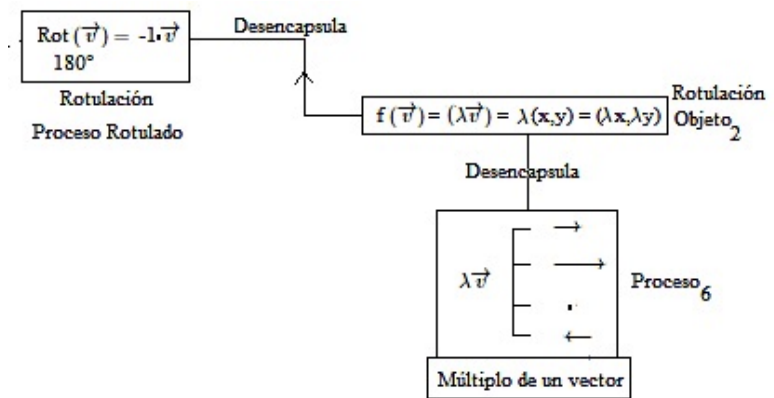 Rot (v⃗) = -1·v⃗
180°
Rotulación
Proceso Rotulado
Desencapsula
f (v⃗) = (λv⃗) = λ(x,y) = (λx,λy)
Rotulación
Objeto₂
Desencapsula
λv⃗
Proceso₆
Múltiplo de un vector